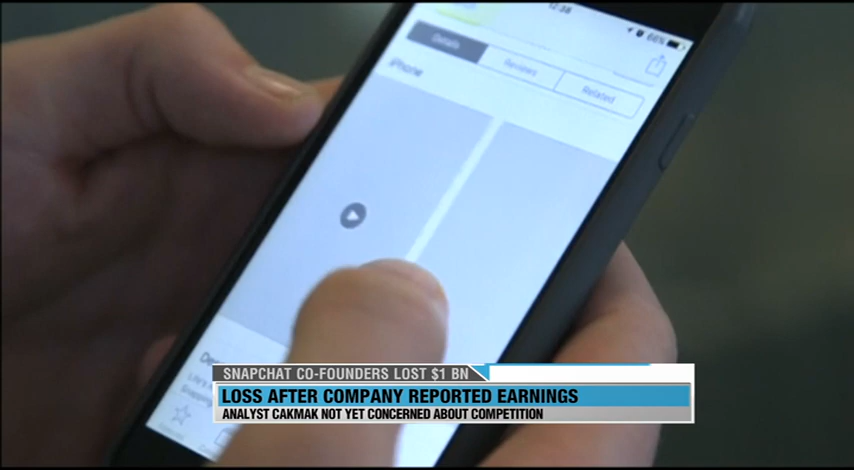 12:38
66%
Details
Reviews
Related
iPhone
SNAPCHAT CO-FOUNDERS LOST $1 BN
LOSS AFTER COMPANY REPORTED EARNINGS
ANALYST CAKMAK NOT YET CONCERNED ABOUT COMPETITION